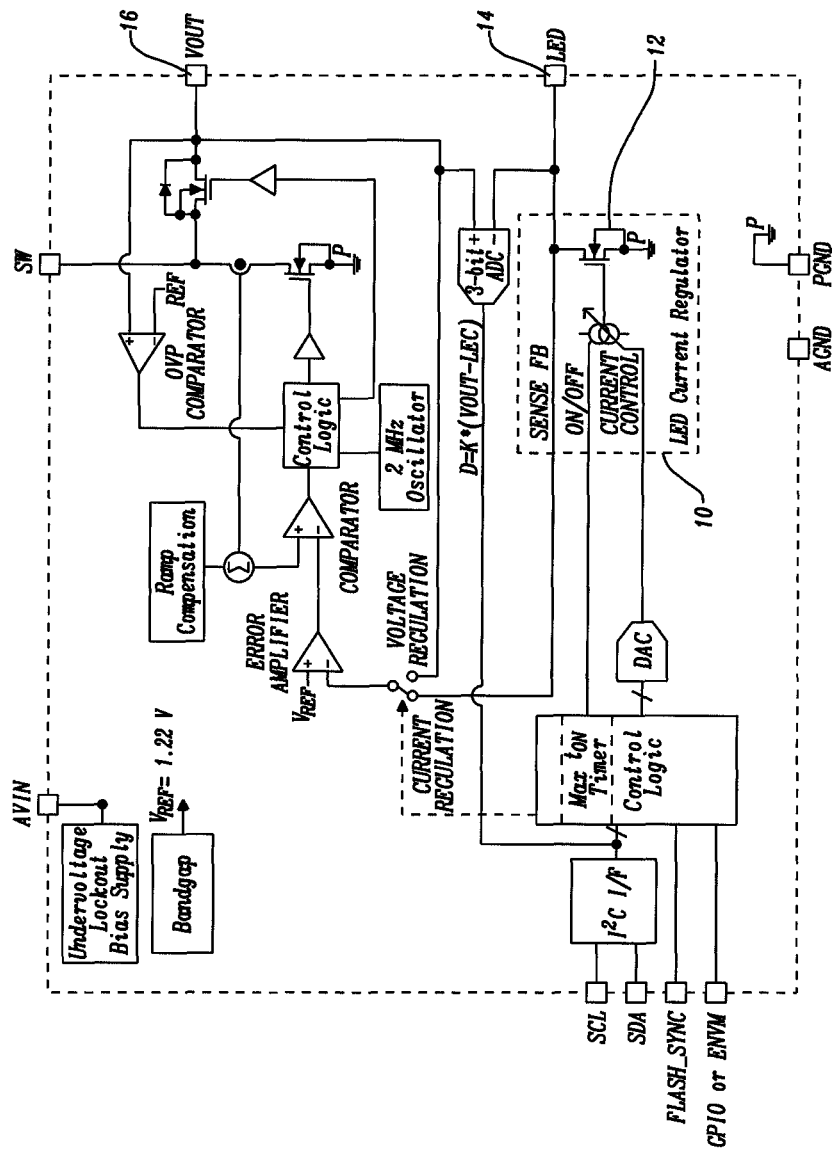 AVIN
SW
Undervoltage
Lockout
Bias Supply
Bandgap
VREF= 1.22 V
Ramp
Compensation
Σ
+
-
REF
OVP
COMPARATOR
16
VOUT
ERROR
AMPLIFIER
VREF
+
-
+
-
COMPARATOR
Control
Logic
2 MHz
Oscillator
P
CURRENT
REGULATION
VOLTAGE
REGULATION
D=K*(VOUT-LEC)
3-bit
ADC
+
-
14
LED
12
SCL
SDA
FLASH_SYNC
GPIO or ENVM
I²C I/F
Max tON
Timer
Control
Logic
DAC
SENSE FB
ON/OFF
CURRENT
CONTROL
P
LED Current Regulator
10
P
AGND
PGND